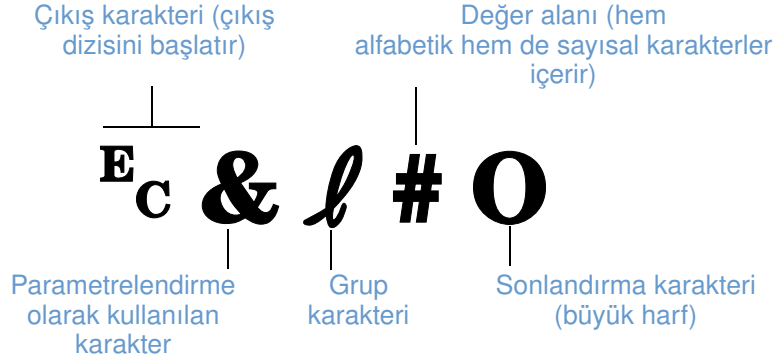 Çıkış karakteri (çıkış
dizisini başlatır)
Değer alanı (hem
alfabetik hem de sayısal karakterler
içerir)
E C & ℓ # O
Parametrelendirme
olarak kullanılan
karakter
Grup
karakteri
Sonlandırma karakteri
(büyük harf)